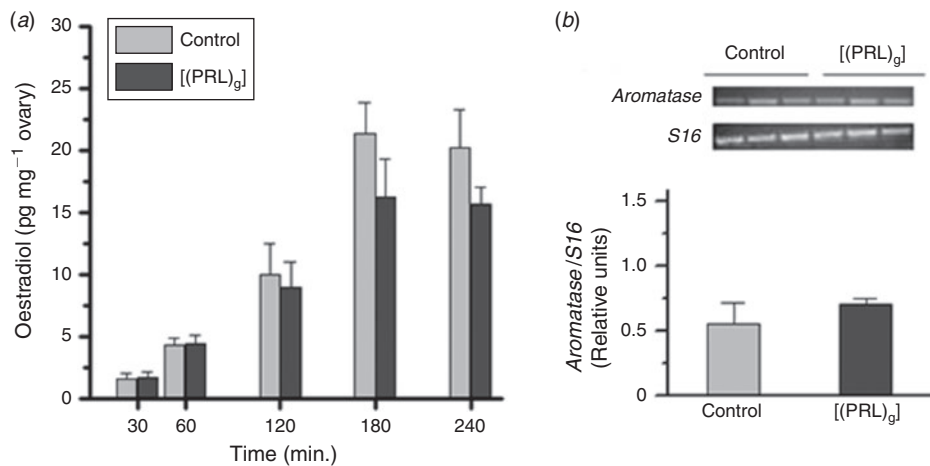 (a)
30
25
20
15
10
5
0
Oestradiol (pg mg⁻¹ ovary)
Control
[(PRL)g]
30 60 120 180 240
Time (min.)
(b)
Control [(PRL)g]
Aromatase
S16
1.5
1.0
0.5
0
Aromatase/S16
(Relative units)
Control [(PRL)g]